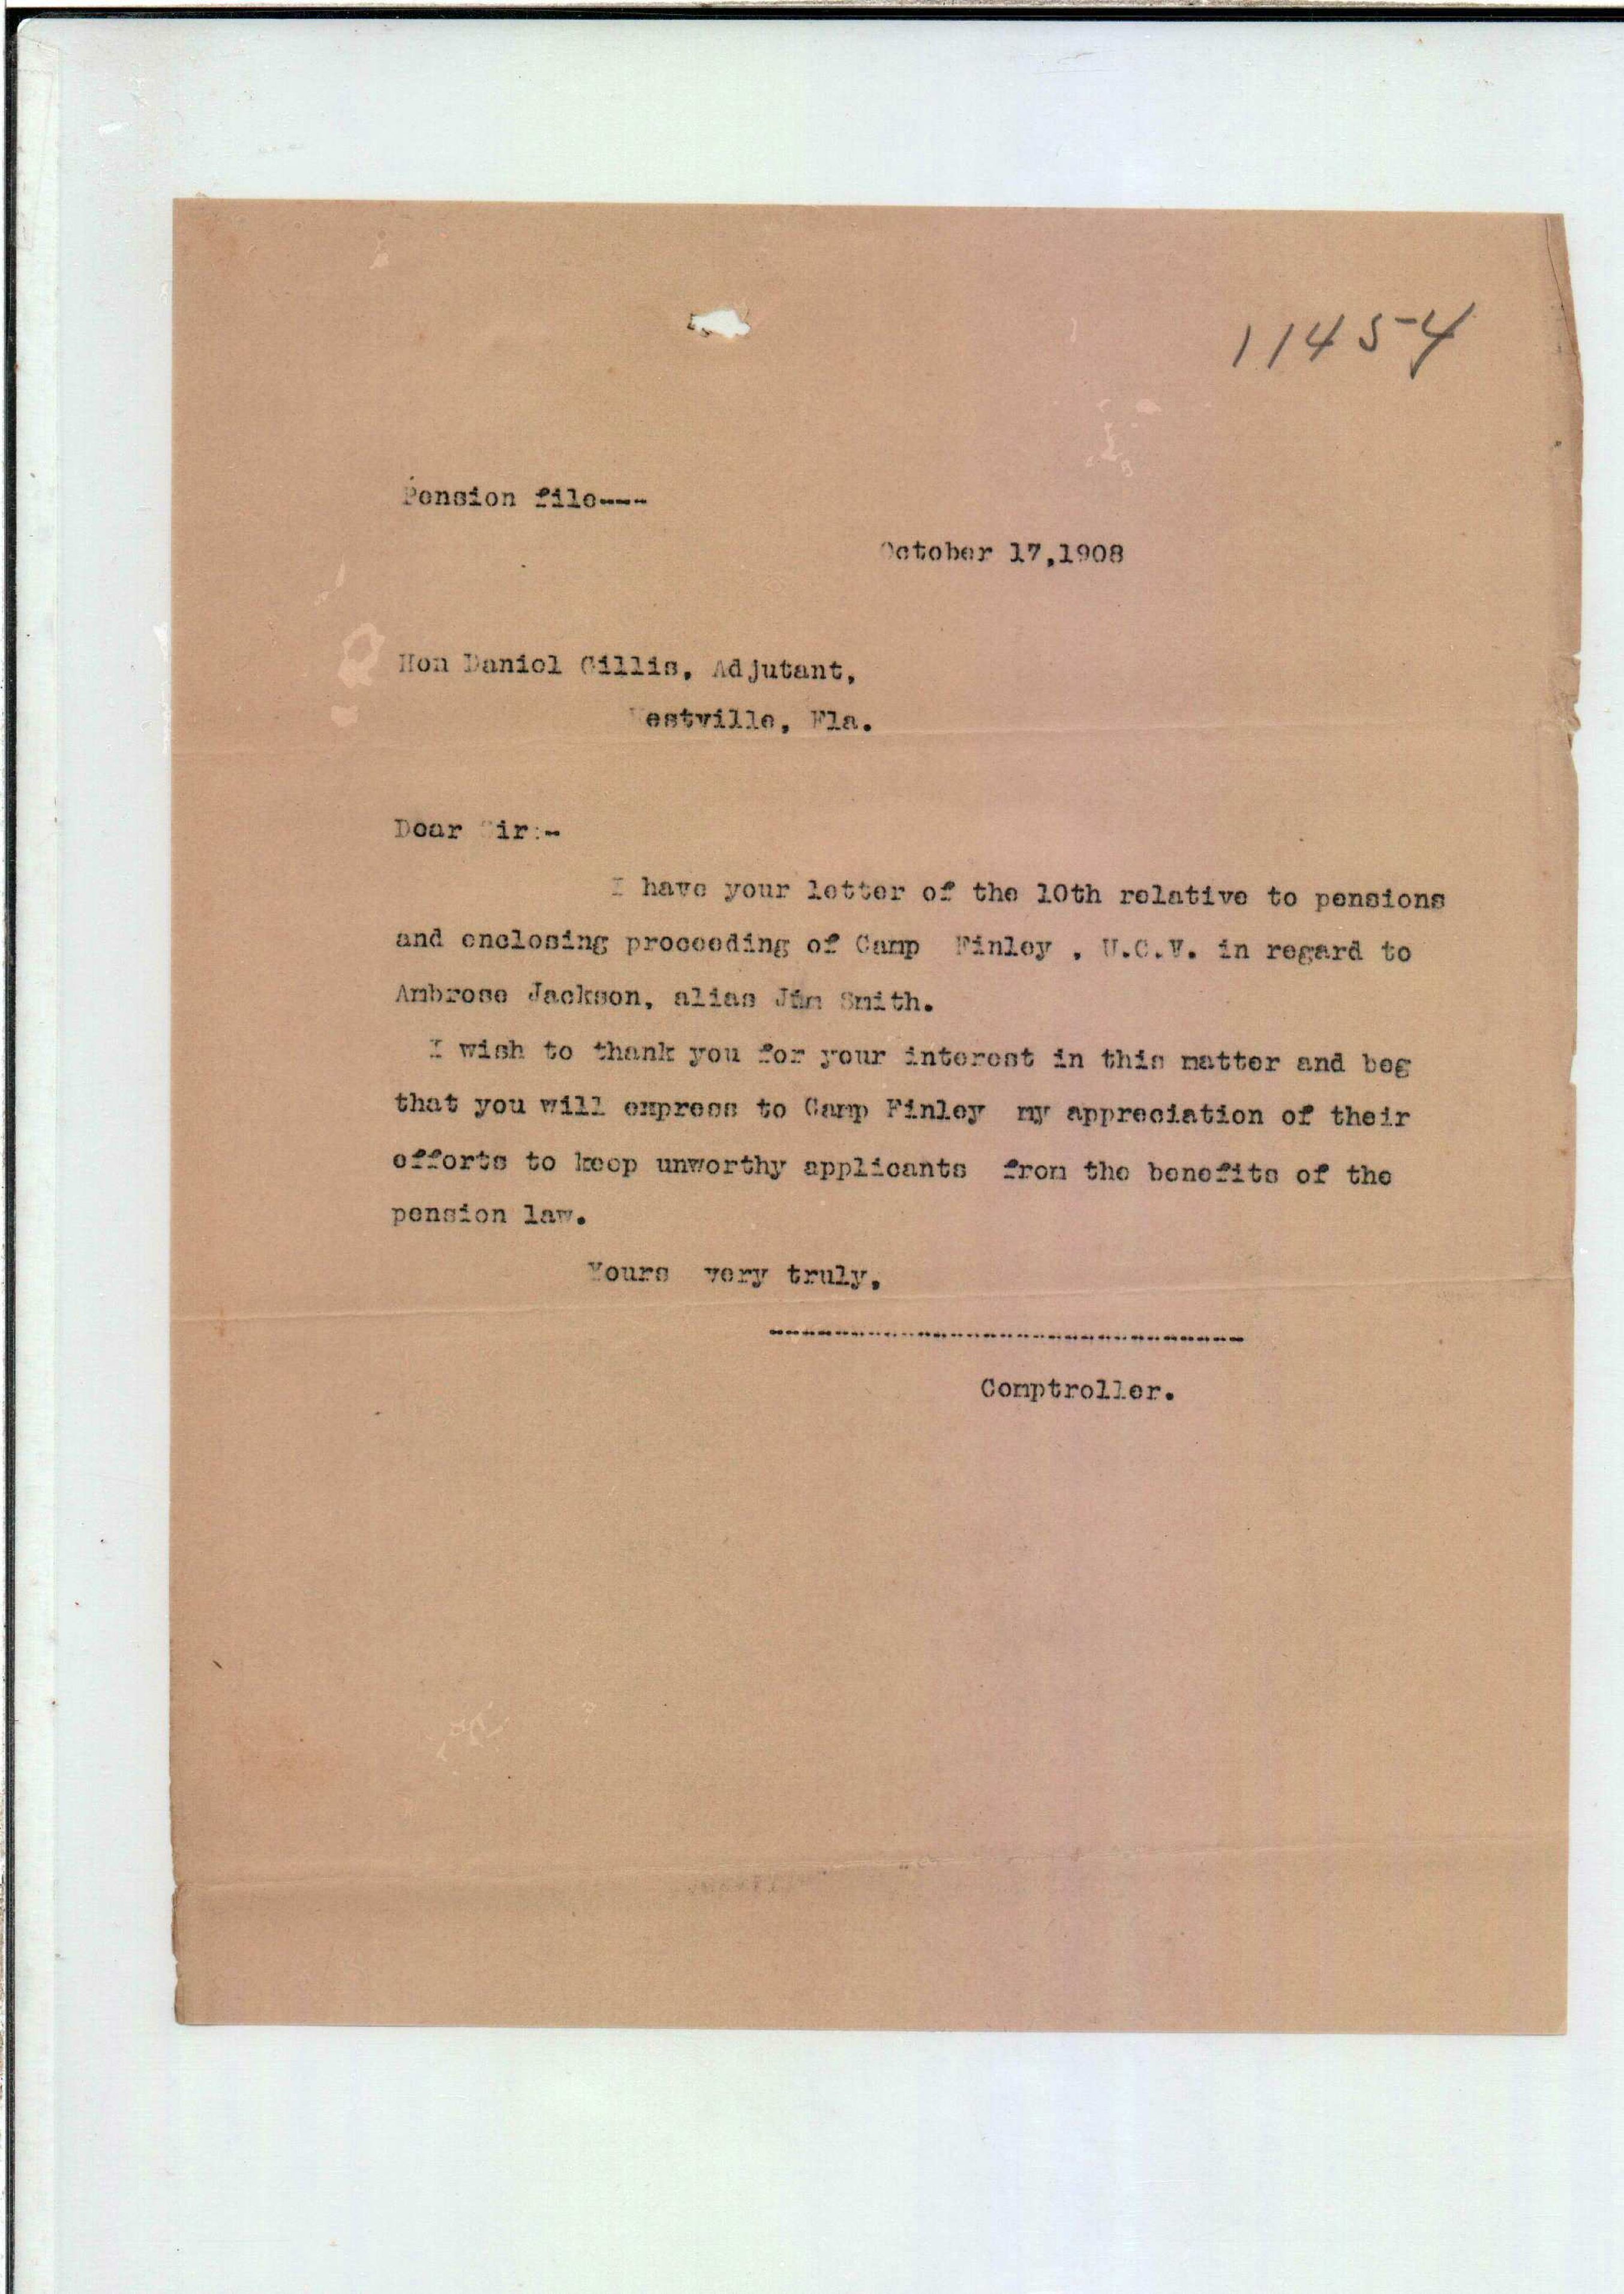 11454
Pension file---
October 17,1908
Hon Daniel Gillis, Adjutant,
Westville, Fla.
Dear Sir:-
I have your letter of the 10th relative to pensions
and enclosing proceeding of Camp Finley , U.C.V. in regard to
Ambrose Jackson, alias Jim Smith.
I wish to thank you for your interest in this matter and beg
that you will express to Camp Finley my appreciation of their
efforts to keep unworthy applicants from the benefits of the
pension law.
Yours very truly,
------------------------------------------
Comptroller.